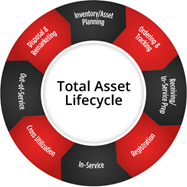 Total Asset
Lifecycle
Inventory/Asset
Planning
Ordering &
Tracking
Receiving/
In-Service Prep
Registration
In-Service
Cross Utilization
Out-of-Service
Disposal &
Remarketing